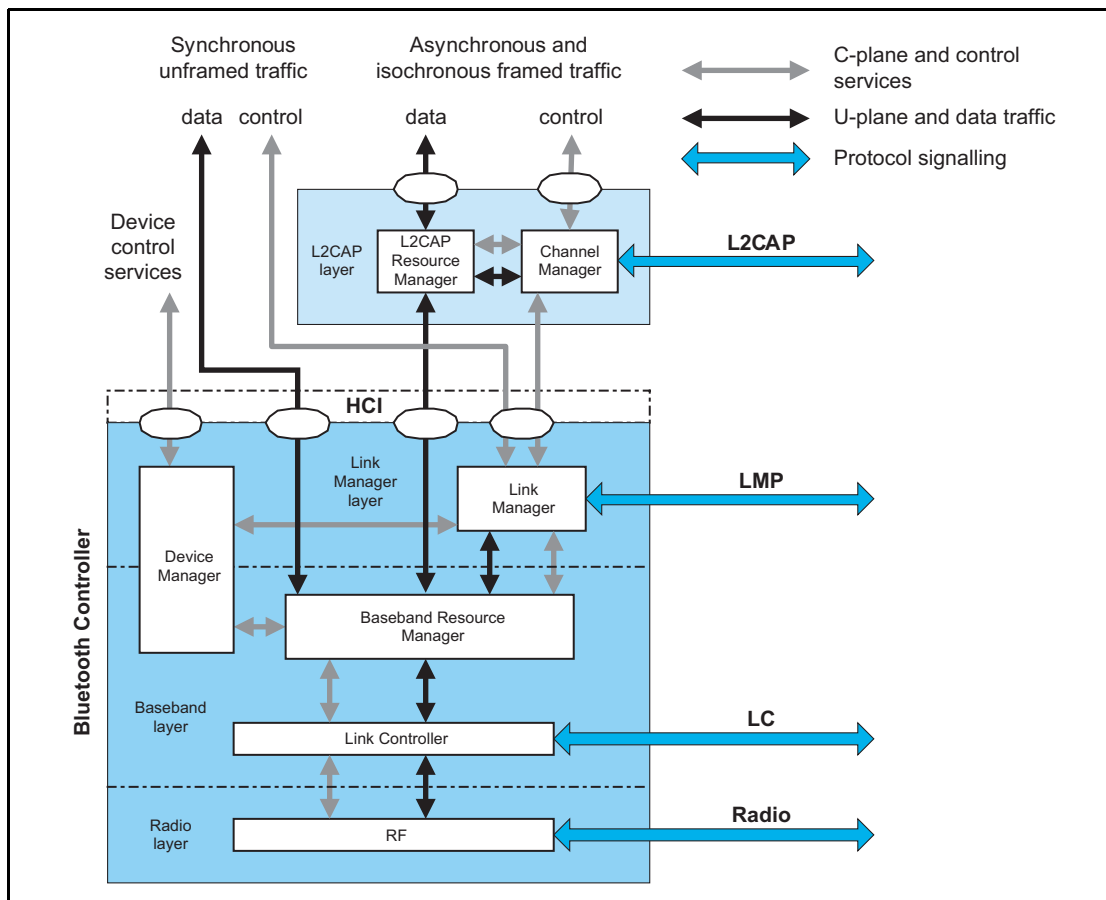 Synchronous
unframed traffic
Asynchronous and
isochronous framed traffic
C-plane and control
services
U-plane and data traffic
Protocol signalling
data
control
data
control
Device
control
services
L2CAP
layer
L2CAP
Resource
Manager
Channel
Manager
L2CAP
HCI
Link
Manager
layer
Link
Manager
LMP
Device
Manager
Baseband Resource
Manager
Bluetooth Controller
Baseband
layer
Link Controller
LC
Radio
layer
RF
Radio